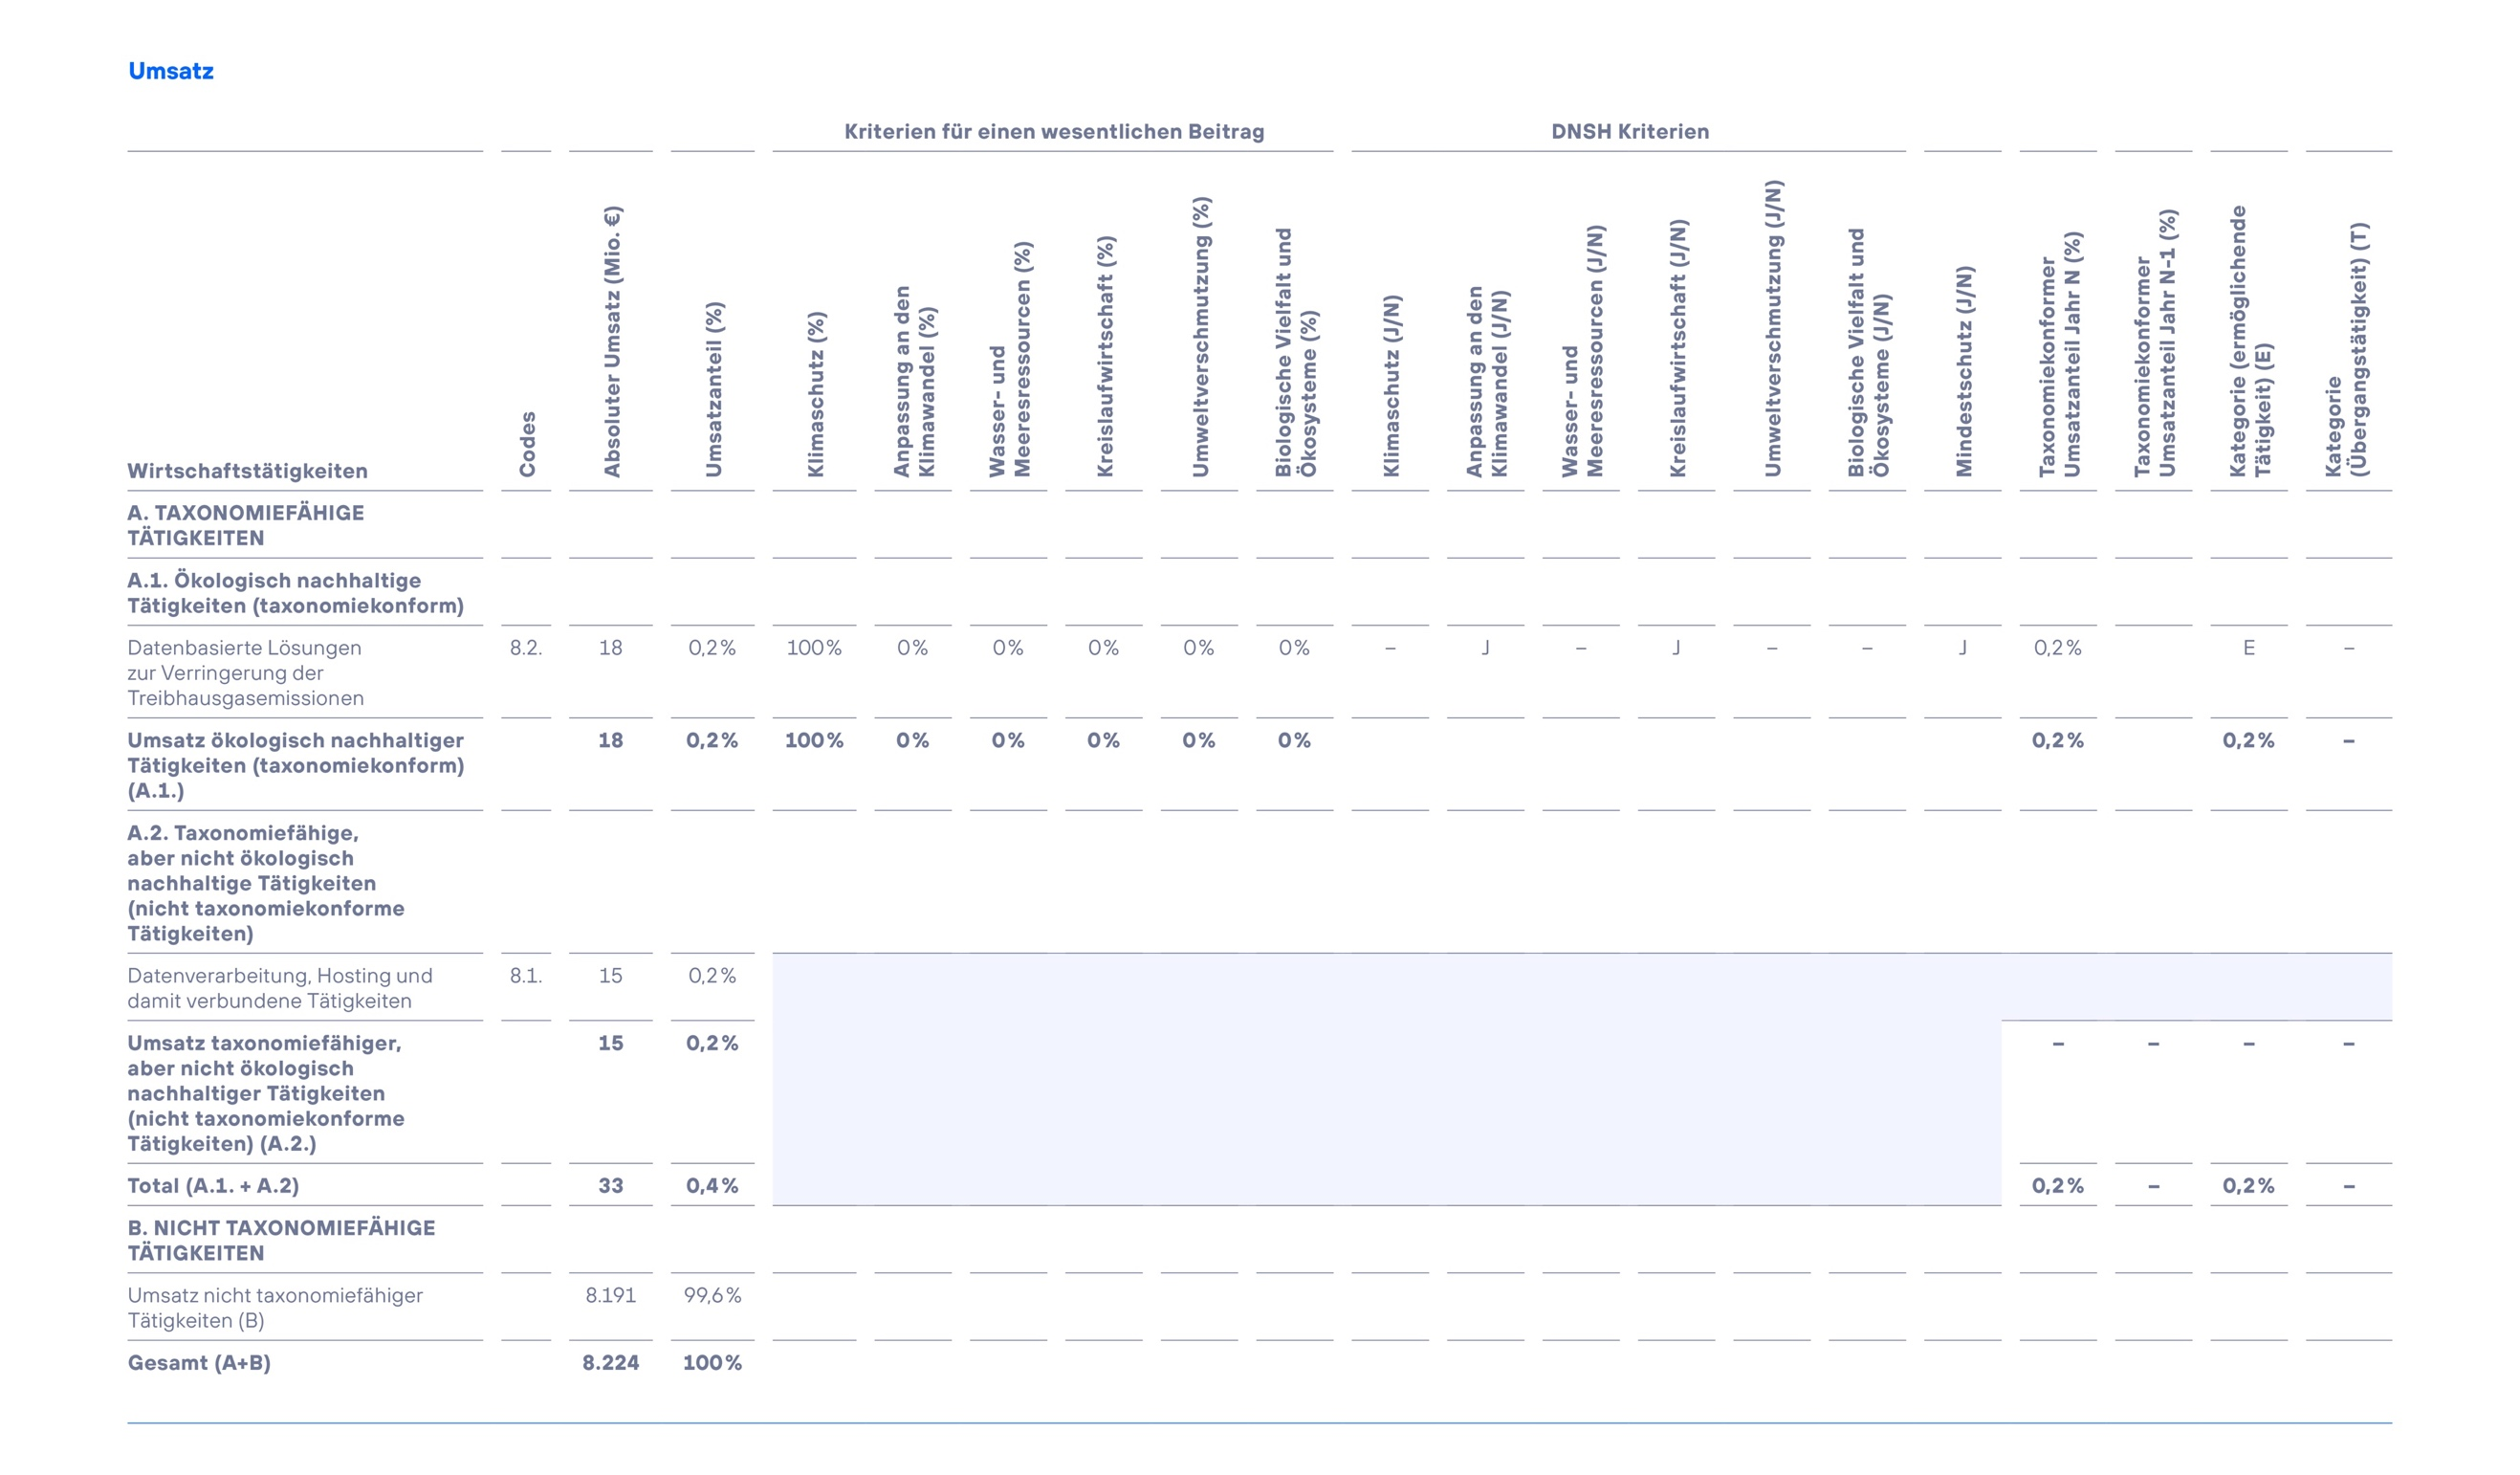 Umsatz
Kriterien für einen wesentlichen Beitrag
DNSH Kriterien
Wirtschaftstätigkeiten
Codes
Absoluter Umsatz (Mio. €)
Umsatzanteil (%)
Klimaschutz (%)
Anpassung an den
Klimawandel (%)
Wasser- und
Meeresressourcen (%)
Kreislaufwirtschaft (%)
Umweltverschmutzung (%)
Biologische Vielfalt und
Ökosysteme (%)
Klimaschutz (J/N)
Anpassung an den
Klimawandel (J/N)
Wasser- und
Meeresressourcen (J/N)
Kreislaufwirtschaft (J/N)
Umweltverschmutzung (J/N)
Biologische Vielfalt und
Ökosysteme (J/N)
Mindestschutz (J/N)
Taxonomiekonformer
Umsatzanteil Jahr N (%)
Taxonomiekonformer
Umsatzanteil Jahr N-1 (%)
Kategorie (ermöglichende
Tätigkeit) (E)
Kategorie
(Übergangstätigkeit) (T)
A. TAXONOMIEFÄHIGE
TÄTIGKEITEN
A.1. Ökologisch nachhaltige
Tätigkeiten (taxonomiekonform)
Datenbasierte Lösungen 8.2. 18 0,2% 100% 0% 0% 0% 0% 0% – J – J – – J 0,2% E –
zur Verringerung der
Treibhausgasemissionen
Umsatz ökologisch nachhaltiger 18 0,2% 100% 0% 0% 0% 0% 0% 0,2% 0,2% –
Tätigkeiten (taxonomiekonform)
(A.1.)
A.2. Taxonomiefähige,
aber nicht ökologisch
nachhaltige Tätigkeiten
(nicht taxonomiekonforme
Tätigkeiten)
Datenverarbeitung, Hosting und 8.1. 15 0,2%
damit verbundene Tätigkeiten
Umsatz taxonomiefähiger, 15 0,2% – – – –
aber nicht ökologisch
nachhaltiger Tätigkeiten
(nicht taxonomiekonforme
Tätigkeiten) (A.2.)
Total (A.1. + A.2) 33 0,4% 0,2% – 0,2% –
B. NICHT TAXONOMIEFÄHIGE
TÄTIGKEITEN
Umsatz nicht taxonomiefähiger 8.191 99,6%
Tätigkeiten (B)
Gesamt (A+B) 8.224 100%